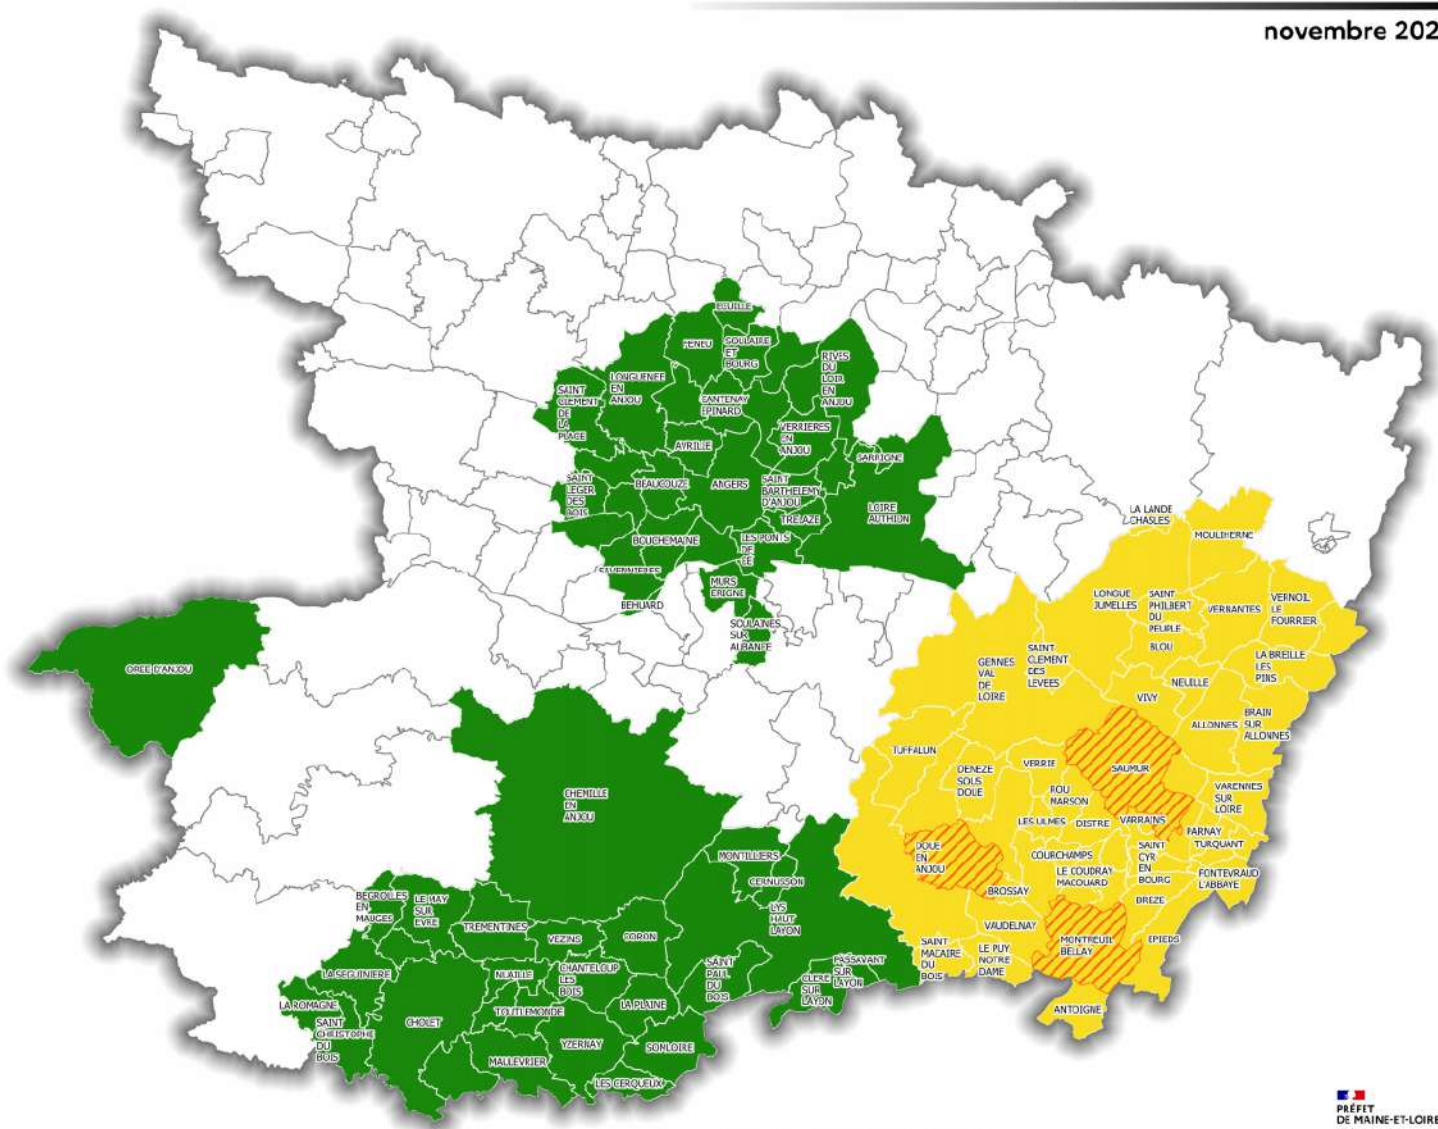 novembre 202
ECUILLE
FENEU
SOULAIRE
ET
BOURG
RIVES
DU
LOIR
EN
ANJOU
LONGUENEE
EN
ANJOU
SAINT
CLEMENT
DE
LA
PLACE
CANTENAY
EPINARD
VERRIERES
EN
ANJOU
AVRILLE
SARRIGNE
SAINT
LEGER
DES
BOIS
BEAUCOUZE
ANGERS
SAINT
BARTHELEMY
D'ANJOU
LOIRE
AUTHION
TRELAZE
BOUCHEMAINE
LES PONTS
DE
CE
SAVENNIERES
MURS
ERIGNE
BEHUARD
SOULAINES
SUR
AUBANCE
LA LANDE
CHASLES
MOULIHERNE
LONGUE
JUMELLES
SAINT
PHILBERT
DU
PEUPLE
VERNANTES
VERNOIL
LE
FOURRIER
BLOU
GENNES
VAL
DE
LOIRE
SAINT
CLEMENT
DES
LEVEES
LA BREILLE
LES
PINS
NEUILLE
VIVY
ALLONNES
BRAIN
SUR
ALLONNES
OREE D'ANJOU
TUFFALUN
DENEZE
SOUS
DOUE
VERRIE
SAUMUR
ROU
MARSON
VARENNES
SUR
LOIRE
LES ULMES
DISTRE
VARRAINS
PARNAY
TURQUANT
CHEMILLE
EN
ANJOU
DOUE
EN
ANJOU
COURCHAMPS
LE COUDRAY
MACOUARD
SAINT
CYR
EN
BOURG
FONTEVRAUD
L'ABBAYE
BROSSAY
BREZE
MONTILLIERS
CERNUSSON
LYS
HAUT
LAYON
BEGROLLES
EN
MAUGES
LE MAY
SUR
EVRE
TREMENTINES
VEZINS
CORON
VAUDELNAY
SAINT
MACAIRE
DU
BOIS
LE PUY
NOTRE
DAME
MONTREUIL
BELLAY
EPIEDS
ANTOIGNE
LA SEGUINIERE
NUAILLE
CHANTELOUP
LES
BOIS
SAINT
PAUL
DU
BOIS
PASSAVANT
SUR
LAYON
CLERE
SUR
LAYON
LA ROMAGNE
SAINT
CHRISTOPHE
DU
BOIS
CHOLET
TOUTLEMONDE
LA PLAINE
YZERNAY
SOMLOIRE
MAULEVRIER
LES CERQUEUX
PRÉFET
DE MAINE-ET-LOIRE